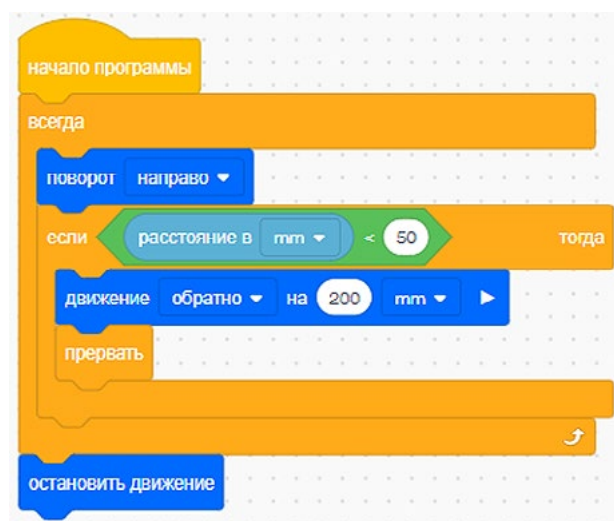 начало программы
всегда
поворот направо
если расстояние в mm < 50 тогда
движение обратно на 200 mm
прервать
остановить движение